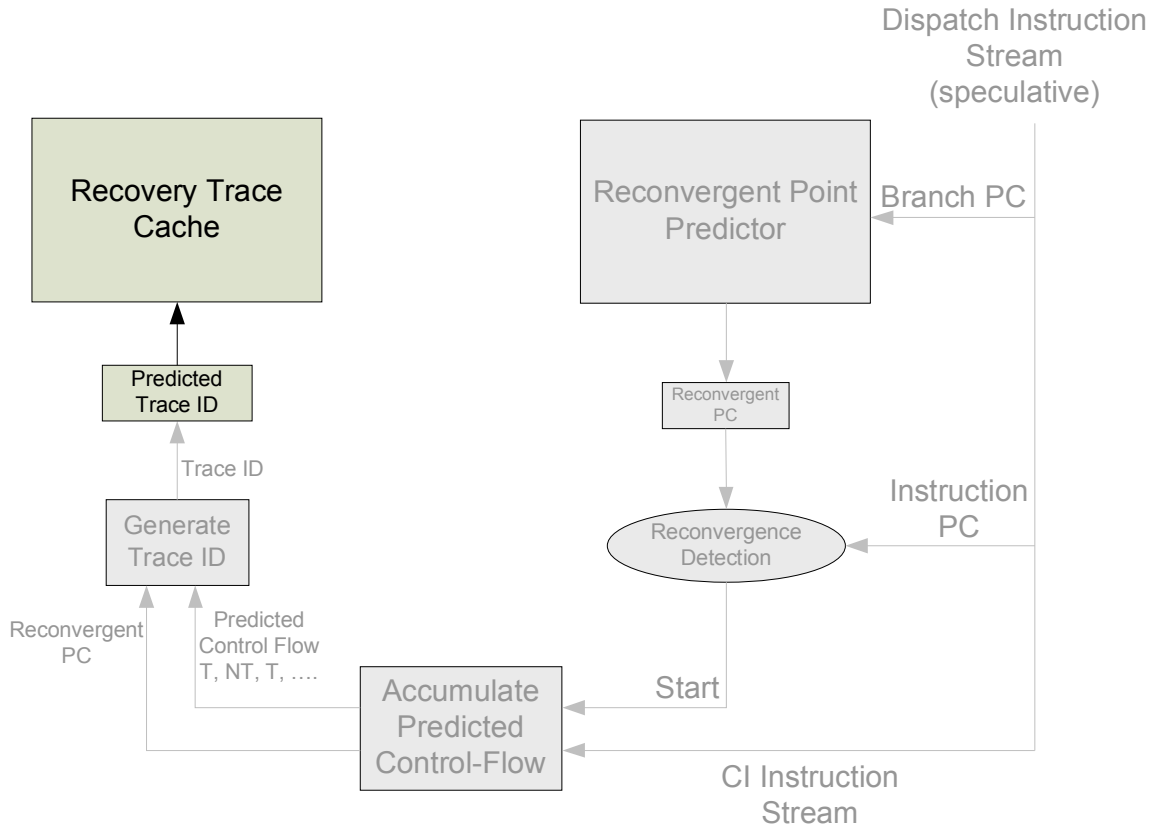 Dispatch Instruction
Stream
(speculative)
Recovery Trace
Cache
Reconvergent Point
Predictor
Branch PC
Predicted
Trace ID
Reconvergent
PC
Trace ID
Generate
Trace ID
Reconvergence
Detection
Instruction
PC
Reconvergent
PC
Predicted
Control Flow
T, NT, T, ....
Accumulate
Predicted
Control-Flow
Start
CI Instruction
Stream